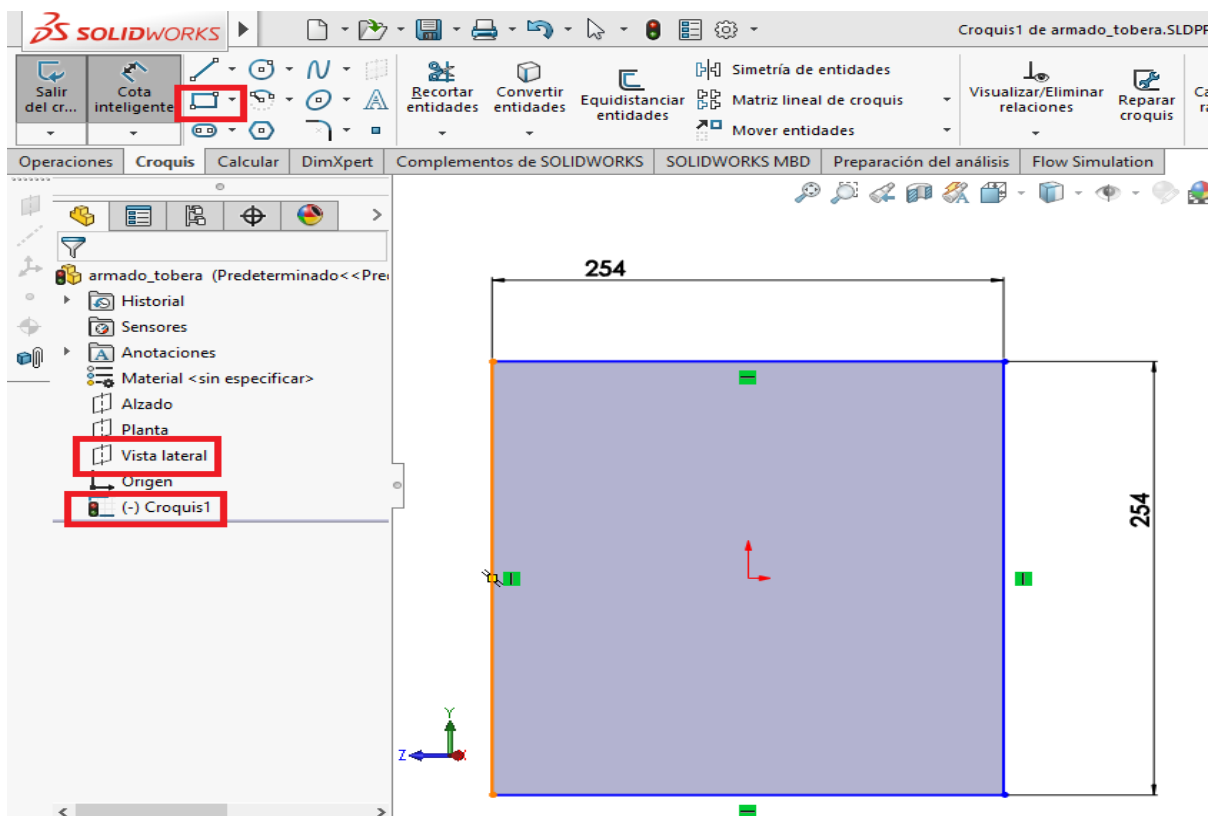 SOLIDWORKS
Croquis1 de armado_tobera.SLDPR
Salir
del cr...
Cota
inteligente
Recortar
entidades
Convertir
entidades
Equidistanciar
entidades
Simetría de entidades
Matriz lineal de croquis
Mover entidades
Visualizar/Eliminar
relaciones
Reparar
croquis
Operaciones Croquis Calcular DimXpert Complementos de SOLIDWORKS SOLIDWORKS MBD Preparación del análisis Flow Simulation
armado_tobera (Predeterminado<<Pre
Historial
Sensores
Anotaciones
Material <sin especificar>
Alzado
Planta
Vista lateral
Origen
(-) Croquis1
254
254
Y
Z